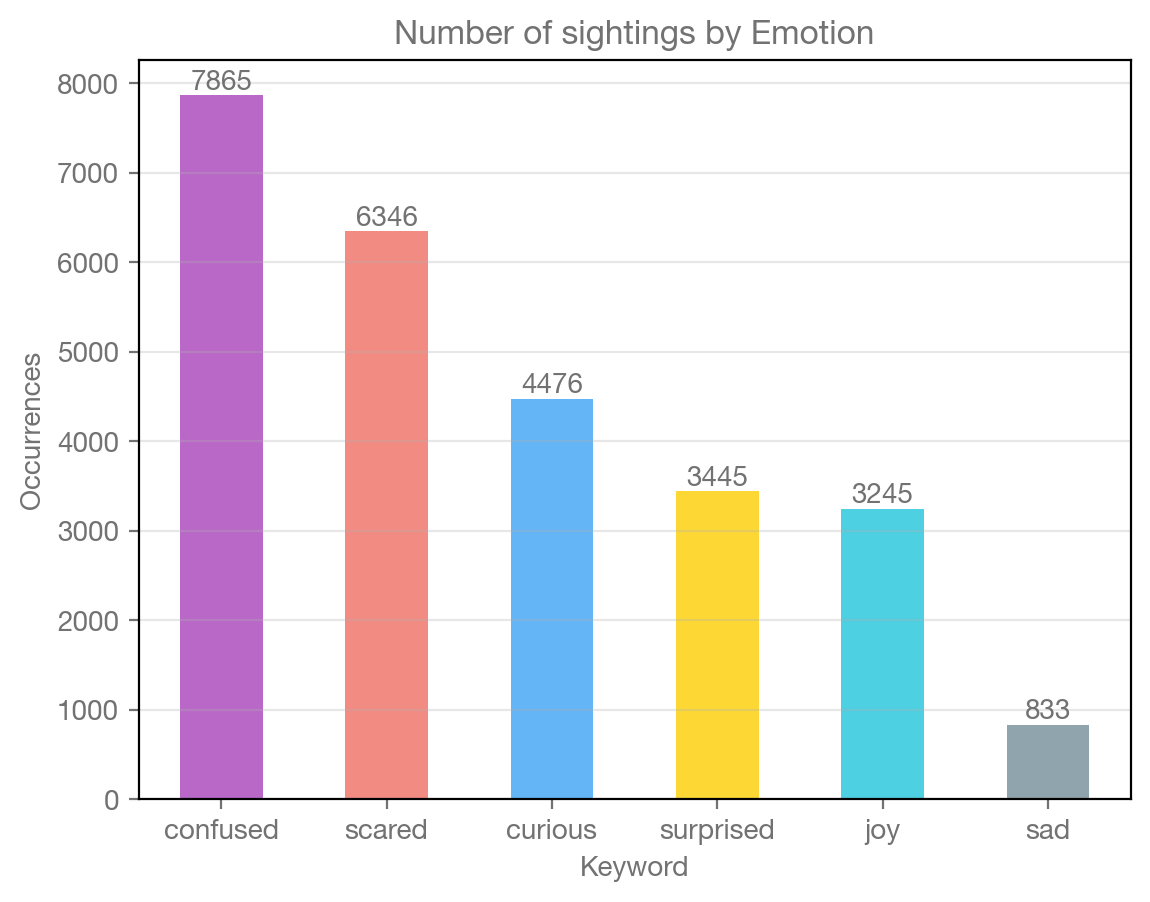 Number of sightings by Emotion
8000
7000
6000
5000
4000
3000
2000
1000
0
Occurrences
7865
6346
4476
3445
3245
833
confused
scared
curious
surprised
joy
sad
Keyword